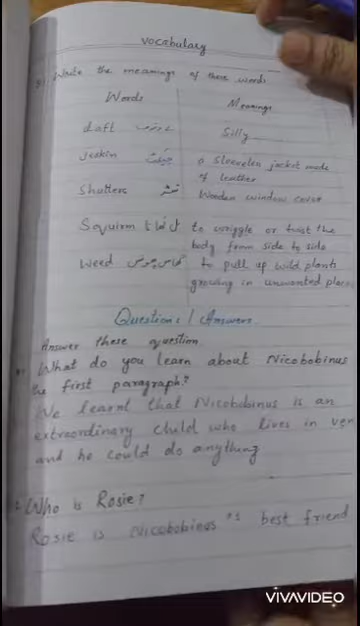 Vocabulary
Write the meanings of these words
Words Meanings
daft Silly
Jerkin جیکٹ a Sleeveless jacket made
of leather
Shutters Wooden window cover
Squirm to wriggle or twist the
body from side to side
Weed to pull up wild plants
growing in unwanted places
Questions / Answers
Answer these question
What do you learn about Nicobobinus
the first paragraph?
We learnt that Nicobobinus is an
extraordinary child who lives in ven
and he could do anything
Who is Rosie?
Rosie is Nicobobinus's best friend
VIVAVIDEO